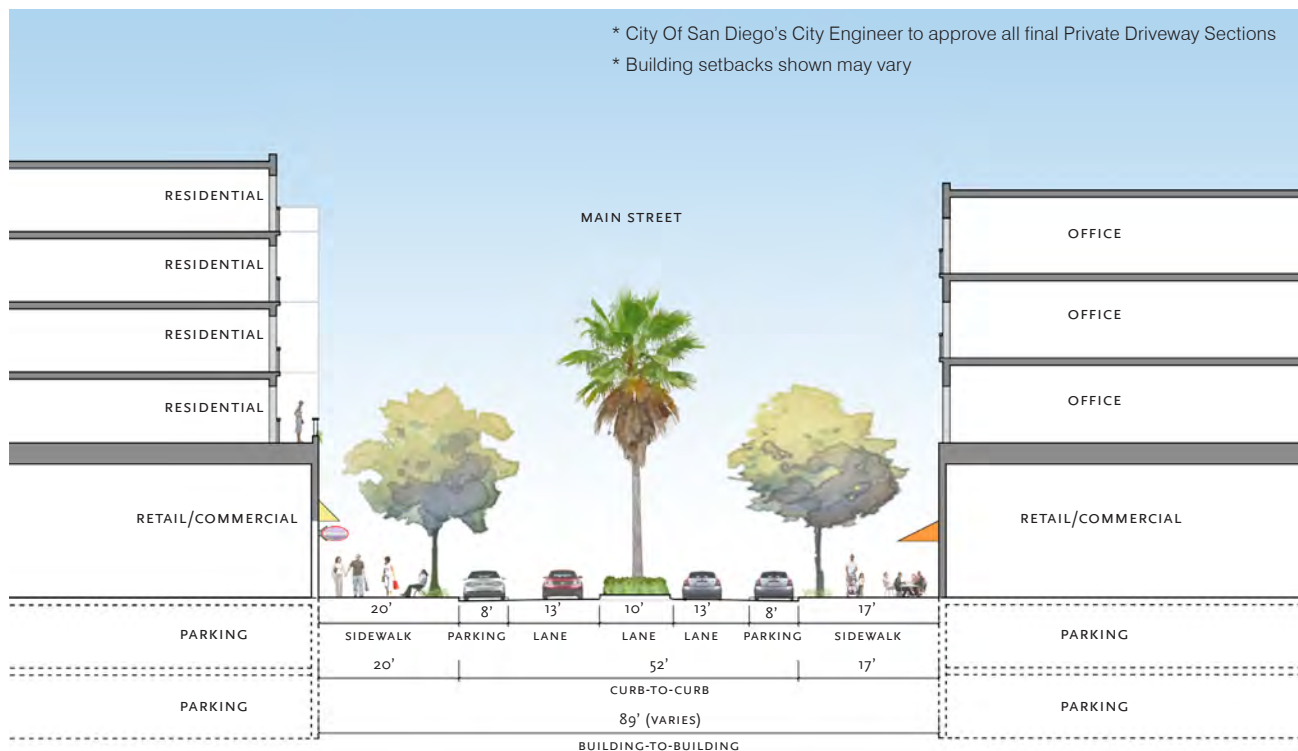 * City Of San Diego's City Engineer to approve all final Private Driveway Sections
* Building setbacks shown may vary
RESIDENTIAL
MAIN STREET
OFFICE
RESIDENTIAL
RESIDENTIAL
OFFICE
RESIDENTIAL
OFFICE
RETAIL/COMMERCIAL
RETAIL/COMMERCIAL
20' 8' 13' 10' 13' 8' 17'
PARKING SIDEWALK PARKING LANE LANE LANE PARKING SIDEWALK PARKING
20' 52' 17'
CURB-TO-CURB
PARKING PARKING
89' (VARIES)
BUILDING-TO-BUILDING